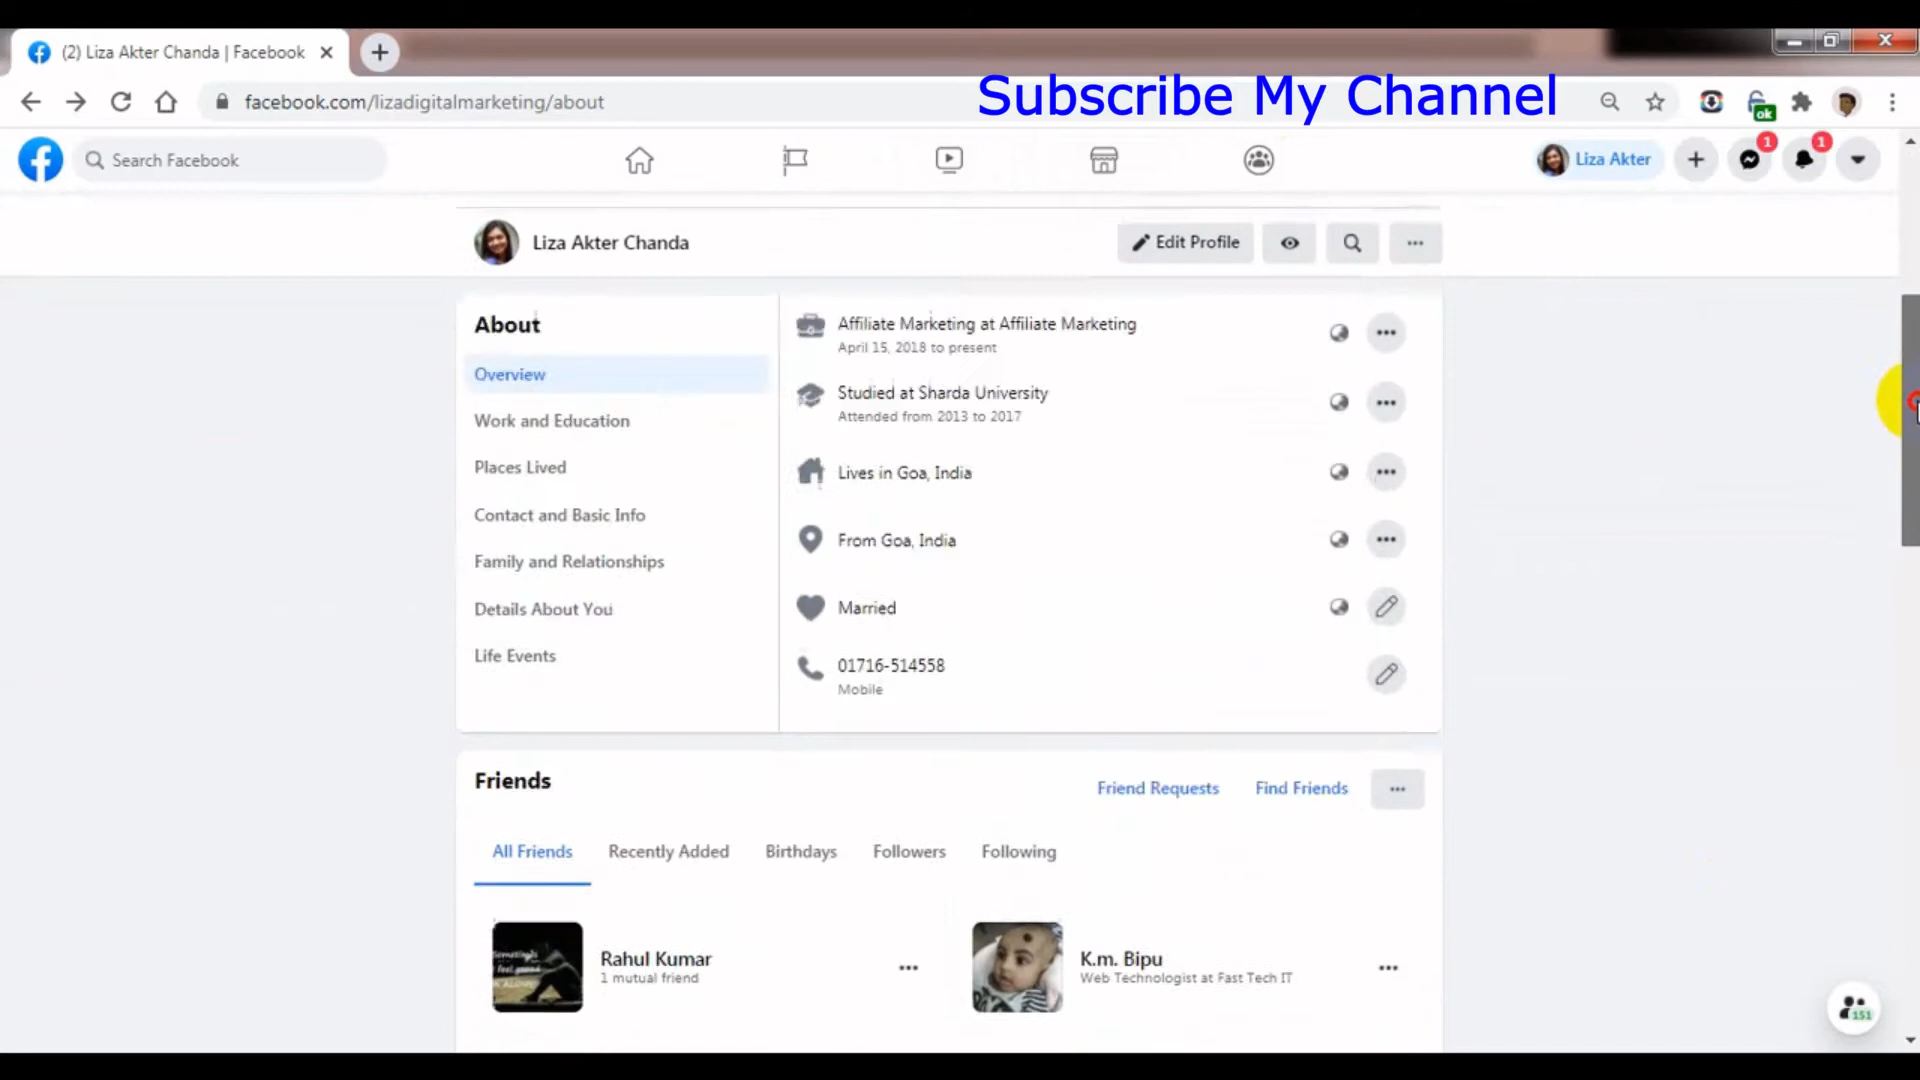 (2) Liza Akter Chanda | Facebook
facebook.com/lizadigitalmarketing/about
Subscribe My Channel
ok
Search Facebook
Liza Akter
1
1
Liza Akter Chanda
Edit Profile
About
Overview
Work and Education
Places Lived
Contact and Basic Info
Family and Relationships
Details About You
Life Events
Affiliate Marketing at Affiliate Marketing
April 15, 2018 to present
Studied at Sharda University
Attended from 2013 to 2017
Lives in Goa, India
From Goa, India
Married
01716-514558
Mobile
Friends
Friend Requests
Find Friends
All Friends
Recently Added
Birthdays
Followers
Following
Rahul Kumar
1 mutual friend
K.m. Bipu
Web Technologist at Fast Tech IT
151